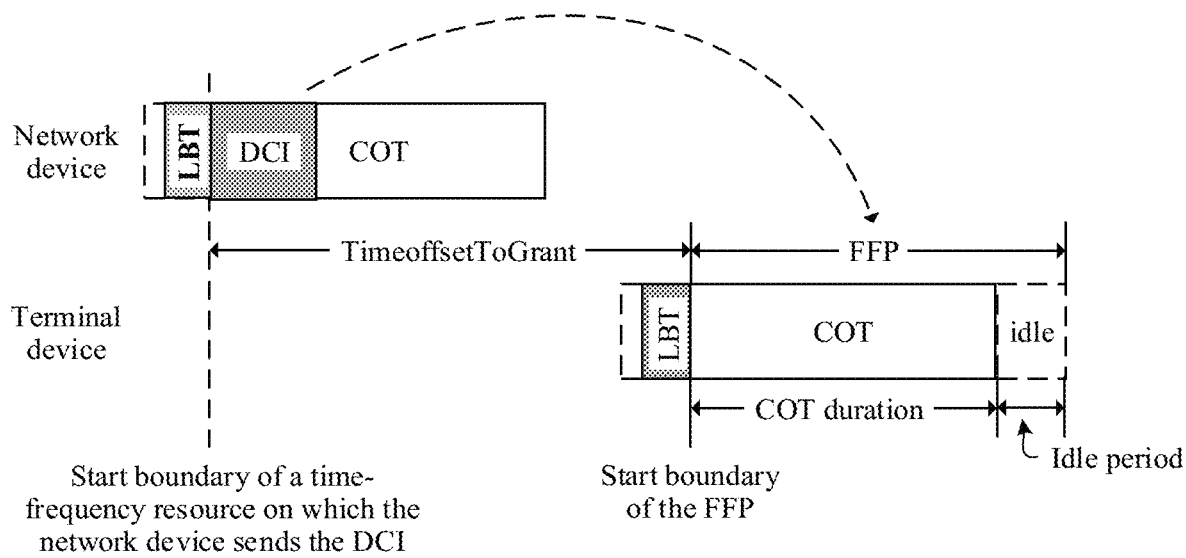 Network
device
LBT
DCI
COT
TimeoffsetToGrant
FFP
Terminal
device
LBT
COT
idle
COT duration
Idle period
Start boundary of a time-
frequency resource on which the
network device sends the DCI
Start boundary
of the FFP